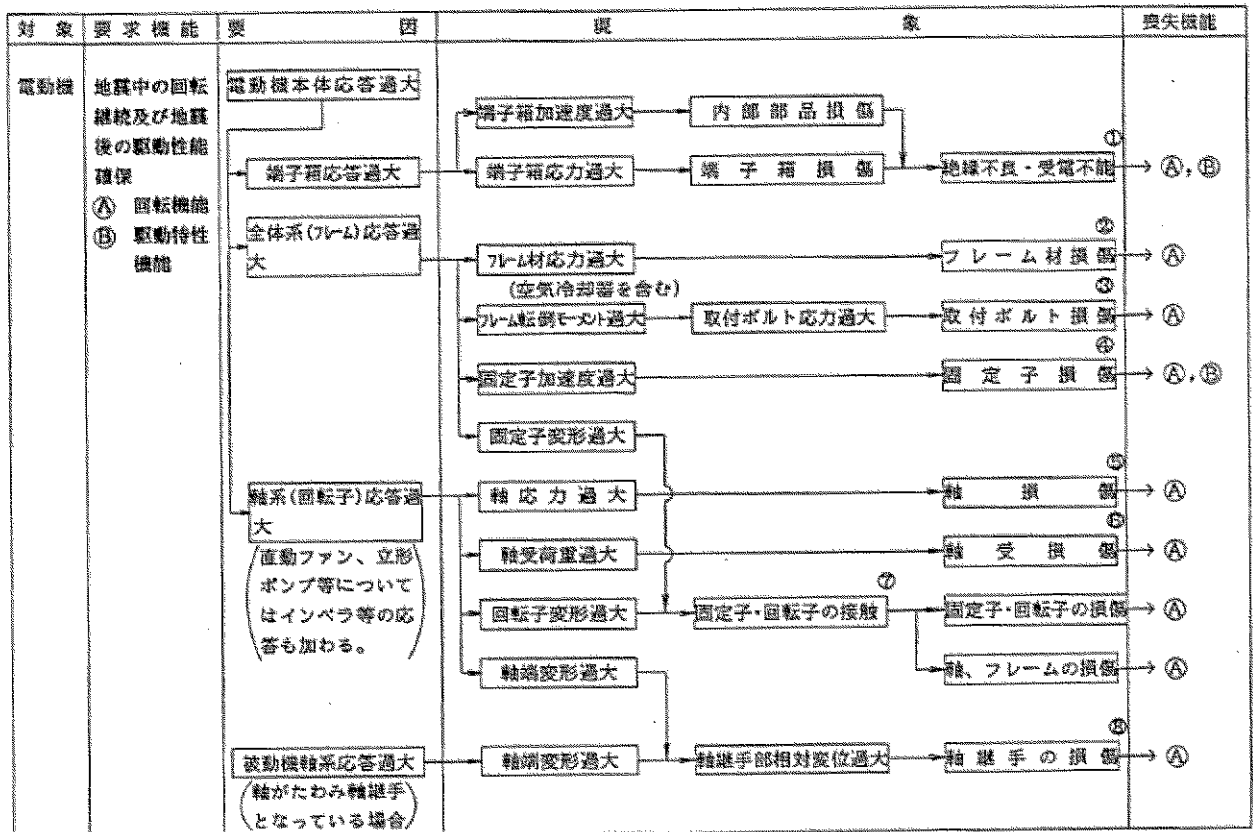 対象 要求機能 要因 現象 喪失機能
電動機
地震中の回転
継続及び地震
後の駆動性能
確保
Ⓐ 回転機能
Ⓑ 駆動特性
機能
電動機本体応答過大
端子箱加速度過大 内部部品損傷
①
端子箱応答過大 端子箱応力過大 端子箱損傷 絶縁不良・受電不能 Ⓐ, Ⓑ
全体系(フレーム)応答過
大
②
フレーム材応力過大 フレーム材損傷 Ⓐ
(空気冷却器を含む)
③
フレーム転倒モーメント過大 取付ボルト応力過大 取付ボルト損傷 Ⓐ
④
固定子加速度過大 固定子損傷 Ⓐ, Ⓑ
固定子変形過大
⑤
軸系(回転子)応答過
大
軸応力過大 軸損傷 Ⓐ
直動ファン、立形
ポンプ等について
はインペラ等の応
答も加わる。
⑥
軸受荷重過大 軸受損傷 Ⓐ
⑦
回転子変形過大 固定子・回転子の接触 固定子・回転子の損傷 Ⓐ
軸端変形過大 軸、フレームの損傷 Ⓐ
⑧
被動機軸系応答過大 軸端変形過大 軸継手部相対変位過大 軸継手の損傷 Ⓐ
軸がたわみ軸継手
となっている場合